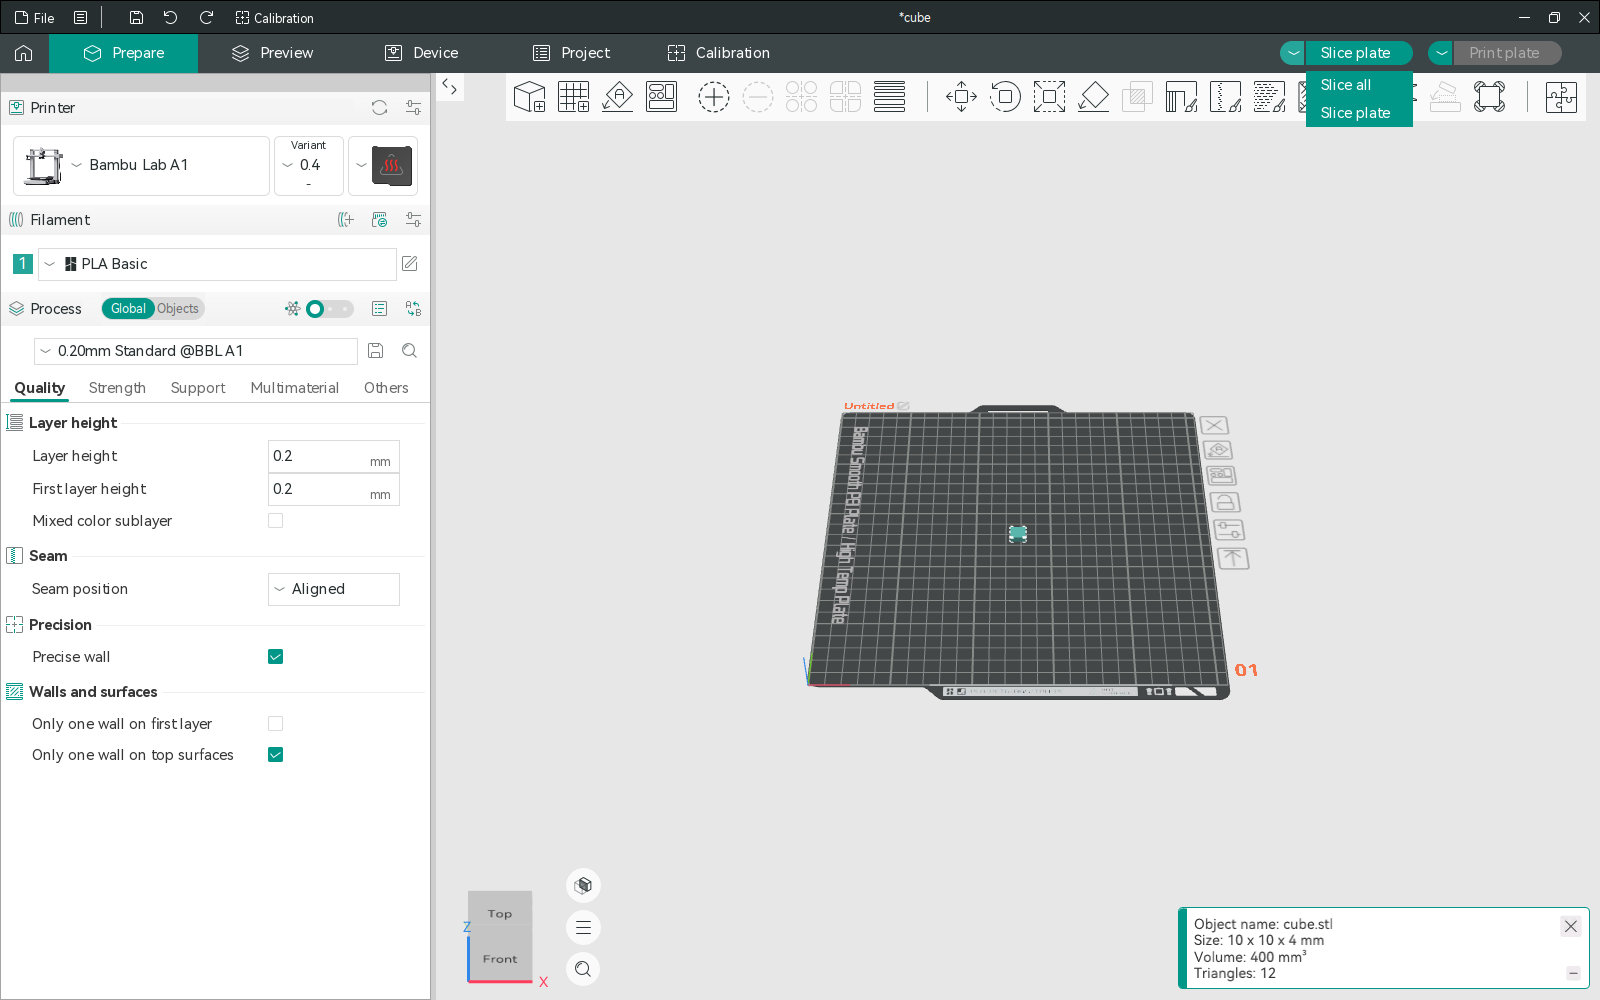 File
Calibration
*cube
Prepare
Preview
Device
Project
Calibration
Slice plate
Print plate
Slice all
Slice plate
Printer
Bambu Lab A1
Variant
0.4
-
Filament
1
PLA Basic
Process
Global
Objects
0.20mm Standard @BBL A1
Quality
Strength
Support
Multimaterial
Others
Layer height
Layer height
0.2
mm
First layer height
0.2
mm
Mixed color sublayer
Seam
Seam position
Aligned
Precision
Precise wall
Walls and surfaces
Only one wall on first layer
Only one wall on top surfaces
Untitled
Bambu Smooth PEI Plate / High Temp Plate
01
Top
Front
Z
X
Object name: cube.stl
Size: 10 x 10 x 4 mm
Volume: 400 mm³
Triangles: 12